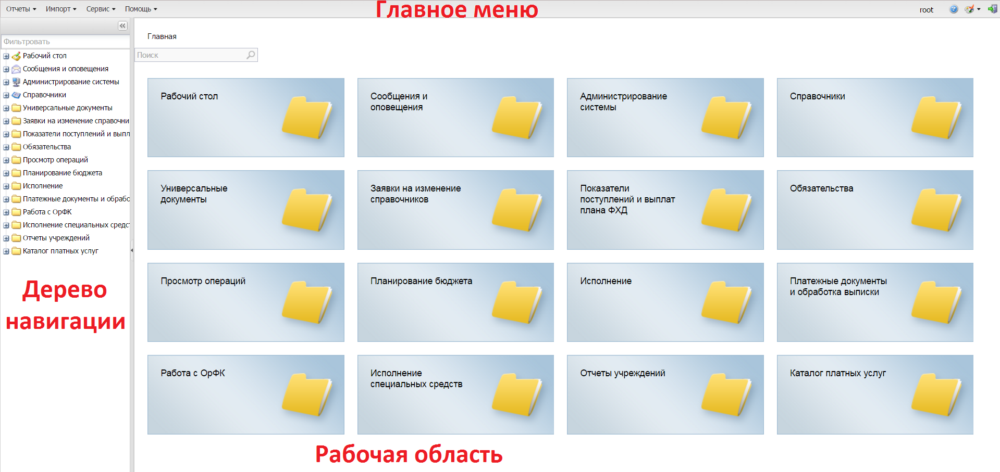 Отчеты Импорт Сервис Помощь Главное меню root
Фильтровать
Рабочий стол
Сообщения и оповещения
Администрирование системы
Справочники
Универсальные документы
Заявки на изменение справочни
Показатели поступлений и выпл
Обязательства
Просмотр операций
Планирование бюджета
Исполнение
Платежные документы и обрабо
Работа с ОрФК
Исполнение специальных средст
Отчеты учреждений
Каталог платных услуг
Дерево
навигации
Главная
Поиск
Рабочий стол
Сообщения и
оповещения
Администрирование
системы
Справочники
Универсальные
документы
Заявки на изменение
справочников
Показатели
поступлений и выплат
плана ФХД
Обязательства
Просмотр операций
Планирование бюджета
Исполнение
Платежные документы
и обработка выписки
Работа с ОрФК
Исполнение
специальных средств
Отчеты учреждений
Каталог платных услуг
Рабочая область